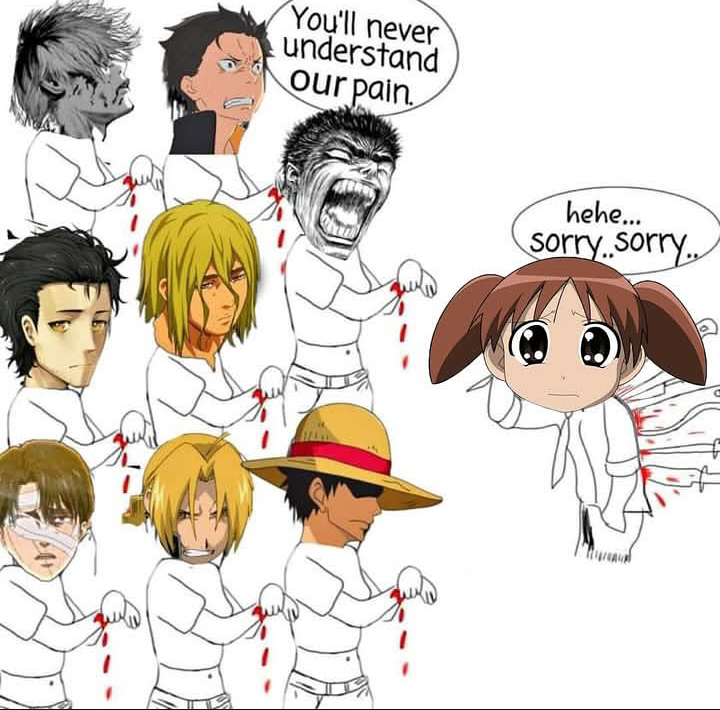 You'll never
understand
our pain.
hehe...
sorry..sorry..